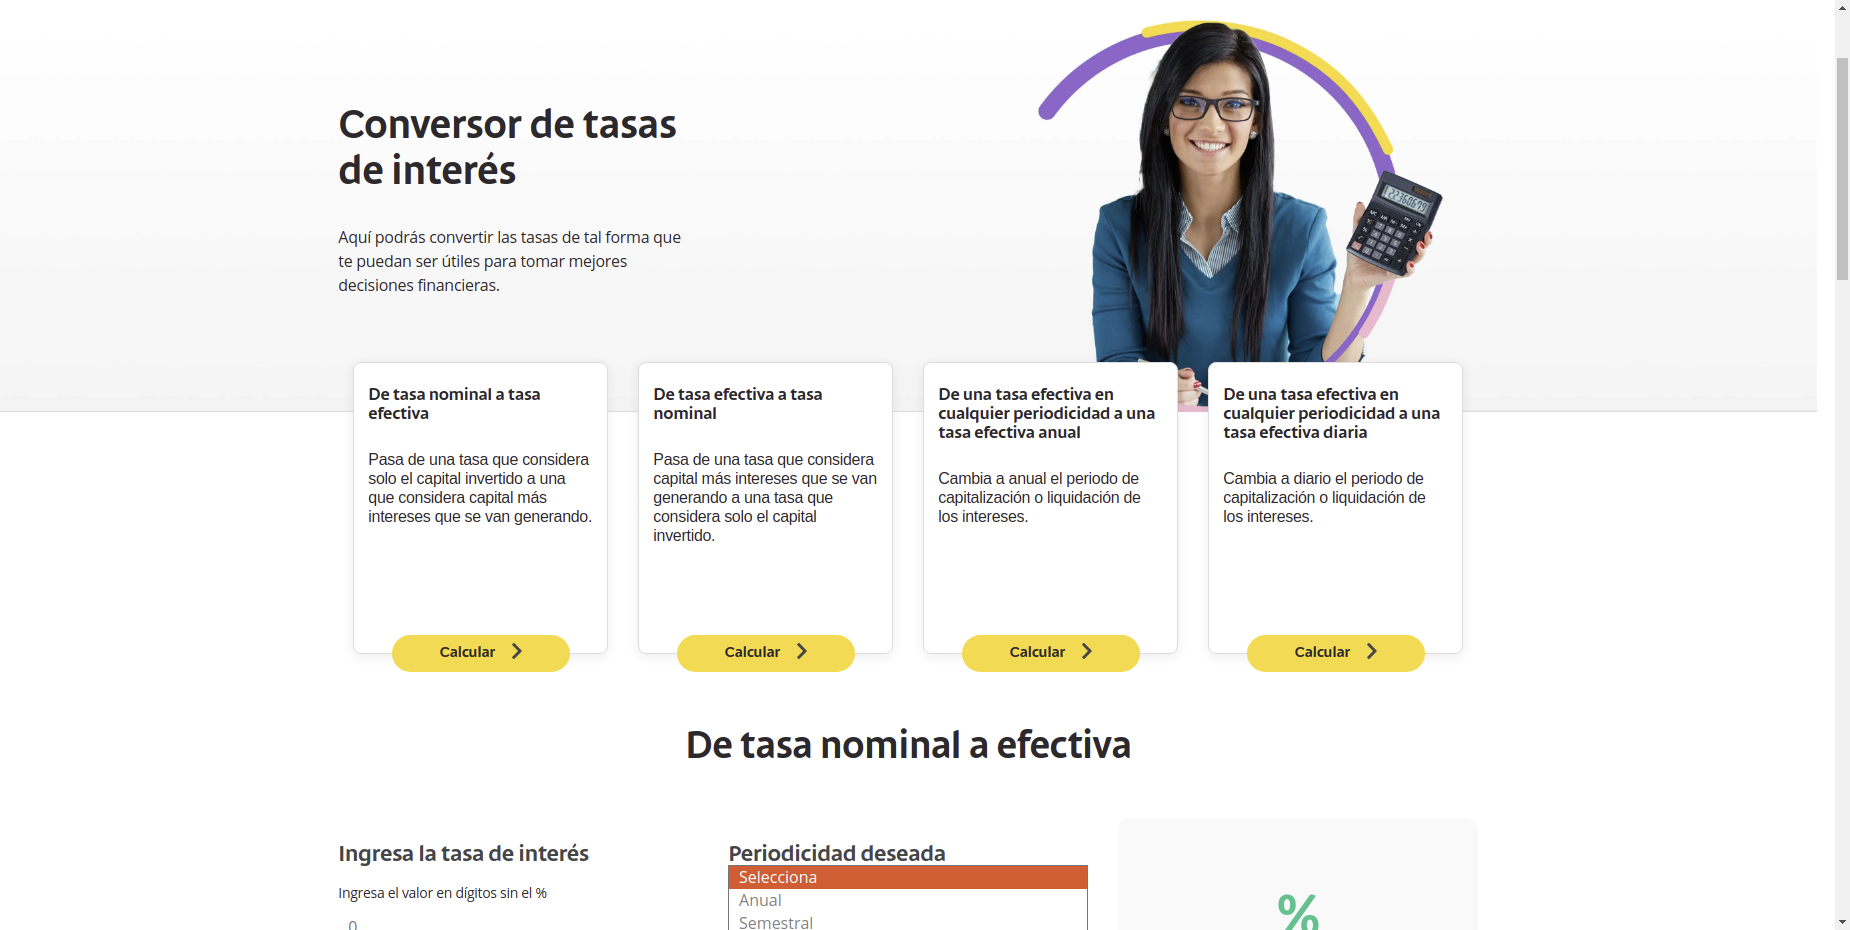 Conversor de tasas
de interés
Aquí podrás convertir las tasas de tal forma que
te puedan ser útiles para tomar mejores
decisiones financieras.
De tasa nominal a tasa
efectiva
Pasa de una tasa que considera
solo el capital invertido a una
que considera capital más
intereses que se van generando.
Calcular
De tasa efectiva a tasa
nominal
Pasa de una tasa que considera
capital más intereses que se van
generando a una tasa que
considera solo el capital
invertido.
Calcular
De una tasa efectiva en
cualquier periodicidad a una
tasa efectiva anual
Cambia a anual el periodo de
capitalización o liquidación de
los intereses.
Calcular
De una tasa efectiva en
cualquier periodicidad a una
tasa efectiva diaria
Cambia a diario el periodo de
capitalización o liquidación de
los intereses.
Calcular
De tasa nominal a efectiva
Ingresa la tasa de interés
Ingresa el valor en dígitos sin el %
0
Periodicidad deseada
Selecciona
Anual
Semestral
%